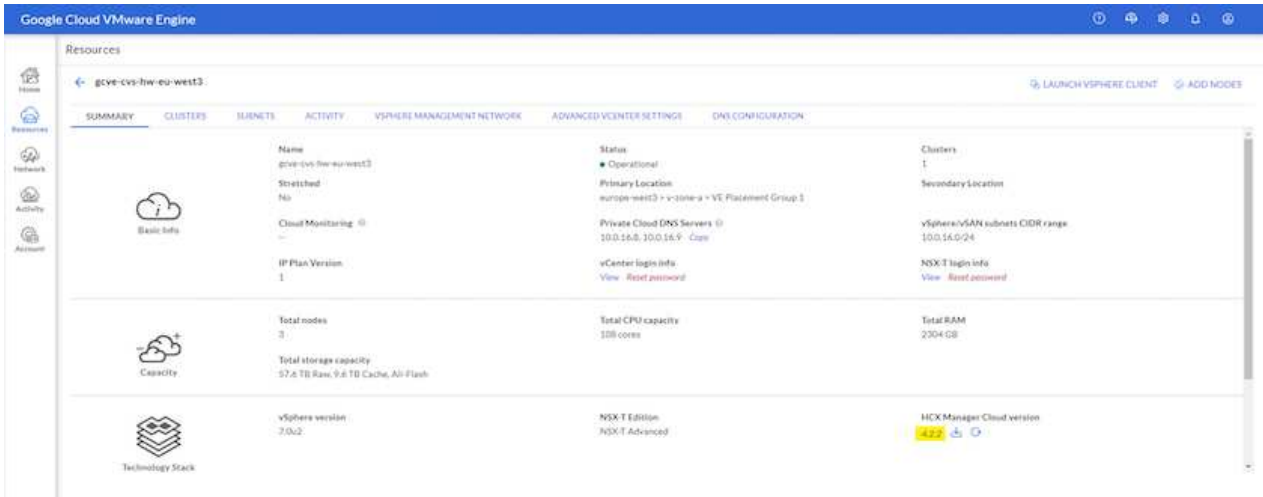 Google Cloud VMware Engine
Resources
gcve-cvs-hw-eu-west3
LAUNCH VSPHERE CLIENT ADD NODES
SUMMARY CLUSTERS SUBNETS ACTIVITY VSPHERE MANAGEMENT NETWORK ADVANCED VCENTER SETTINGS DNS CONFIGURATION
Home
Resources
Network
Activity
Account
Basic Info
Name Status Clusters
gcve-cvs-hw-eu-west3 Operational 1
Stretched Primary Location Secondary Location
No europe-west3 > v-zone-a > VE Placement Group 1
Cloud Monitoring Private Cloud DNS Servers vSphere/vSAN subnets CIDR range
-- 10.0.16.8, 10.0.16.9 Copy 10.0.16.0/24
IP Plan Version vCenter login info NSX-T login info
1 View Reset password View Reset password
Capacity
Total nodes Total CPU capacity Total RAM
3 108 cores 2304 GB
Total storage capacity
57.6 TB Raw, 9.6 TB Cache, All-Flash
Technology Stack
vSphere version NSX-T Edition HCX Manager Cloud version
7.0u2 NSX-T Advanced 4.2.2